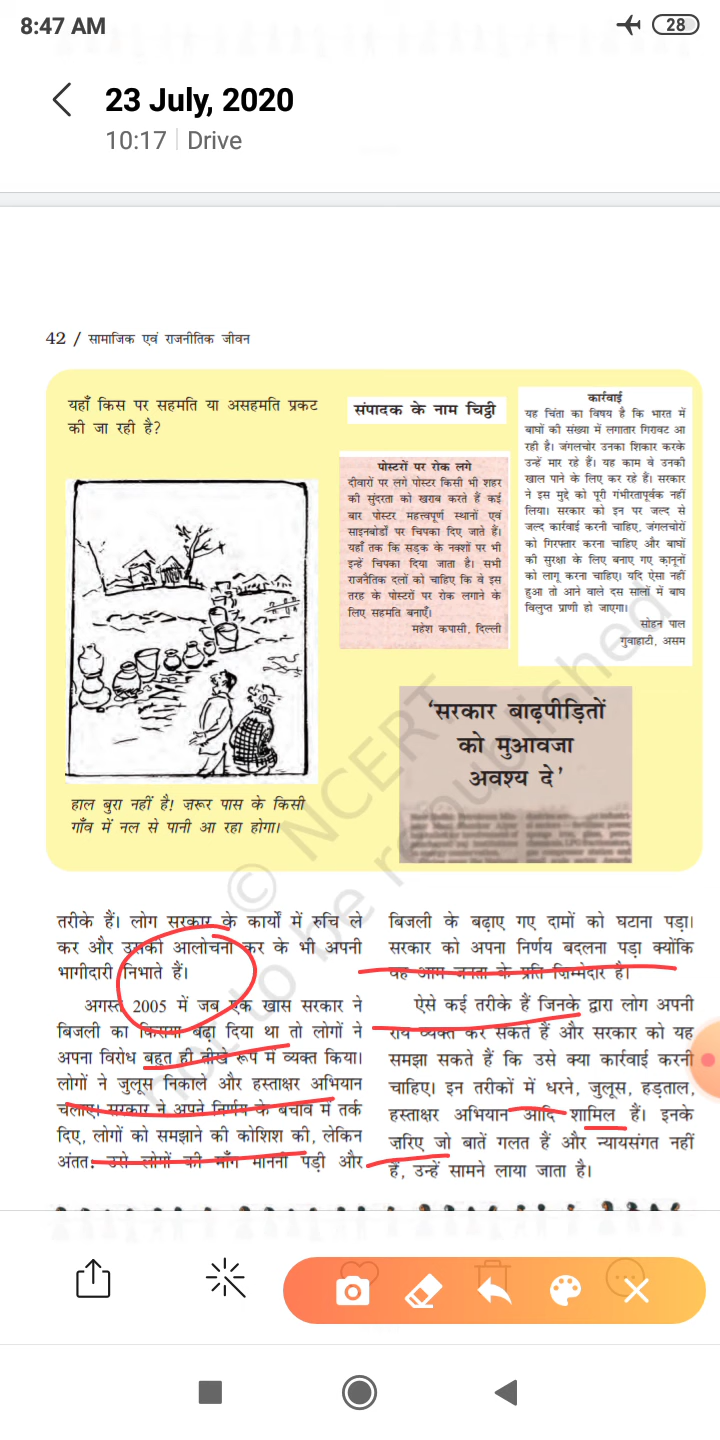 8:47 AM
28
23 July, 2020
10:17 | Drive
42 / सामाजिक एवं राजनीतिक जीवन
यहाँ किस पर सहमति या असहमति प्रकट
की जा रही है?
हाल बुरा नहीं है! ज़रूर पास के किसी
गाँव में नल से पानी आ रहा होगा।
संपादक के नाम चिट्ठी
पोस्टरों पर रोक लगे
दीवारों पर लगे पोस्टर किसी भी शहर
की सुंदरता को खराब करते हैं कई
बार पोस्टर महत्त्वपूर्ण स्थानों एवं
साइनबोर्डों पर चिपका दिए जाते हैं।
यहाँ तक कि सड़क के नक्शों पर भी
इन्हें चिपका दिया जाता है। सभी
राजनैतिक दलों को चाहिए कि वे इस
तरह के पोस्टरों पर रोक लगाने के
लिए सहमति बनाएँ।
महेश कपासी, दिल्ली
कार्रवाई
यह चिंता का विषय है कि भारत में
बाघों की संख्या में लगातार गिरावट आ
रही है। जंगलचोर उनका शिकार करके
उन्हें मार रहे हैं। यह काम वे उनकी
खाल पाने के लिए कर रहे हैं। सरकार
ने इस मुद्दे को पूरी गंभीरतापूर्वक नहीं
लिया। सरकार को इन पर जल्द से
जल्द कार्रवाई करनी चाहिए, जंगलचोरों
को गिरफ्तार करना चाहिए और बाघों
की सुरक्षा के लिए बनाए गए क़ानूनों
को लागू करना चाहिए। यदि ऐसा नहीं
हुआ तो आने वाले दस सालों में बाघ
विलुप्त प्राणी हो जाएगा।
सोहन पाल
गुवाहाटी, असम
‘सरकार बाढ़पीड़ितों
को मुआवजा
अवश्य दे’
तरीके हैं। लोग सरकार के कार्यों में रुचि ले
कर और उसकी आलोचना कर के भी अपनी
भागीदारी निभाते हैं।
अगस्त 2005 में जब एक खास सरकार ने
बिजली का किराया बढ़ा दिया था तो लोगों ने
अपना विरोध बहुत ही तीखे रूप में व्यक्त किया।
लोगों ने जुलूस निकाले और हस्ताक्षर अभियान
चलाए। सरकार ने अपने निर्णय के बचाव में तर्क
दिए, लोगों को समझाने की कोशिश की, लेकिन
अंततः उसे लोगों की माँग माननी पड़ी और
बिजली के बढ़ाए गए दामों को घटाना पड़ा।
सरकार को अपना निर्णय बदलना पड़ा क्योंकि
वह आम जनता के प्रति ज़िम्मेदार है।
ऐसे कई तरीके हैं जिनके द्वारा लोग अपनी
राय व्यक्त कर सकते हैं और सरकार को यह
समझा सकते हैं कि उसे क्या कार्रवाई करनी
चाहिए। इन तरीकों में धरने, जुलूस, हड़ताल,
हस्ताक्षर अभियान आदि शामिल हैं। इनके
ज़रिए जो बातें गलत हैं और न्यायसंगत नहीं
हैं, उन्हें सामने लाया जाता है।
© NCERT
not to be republished